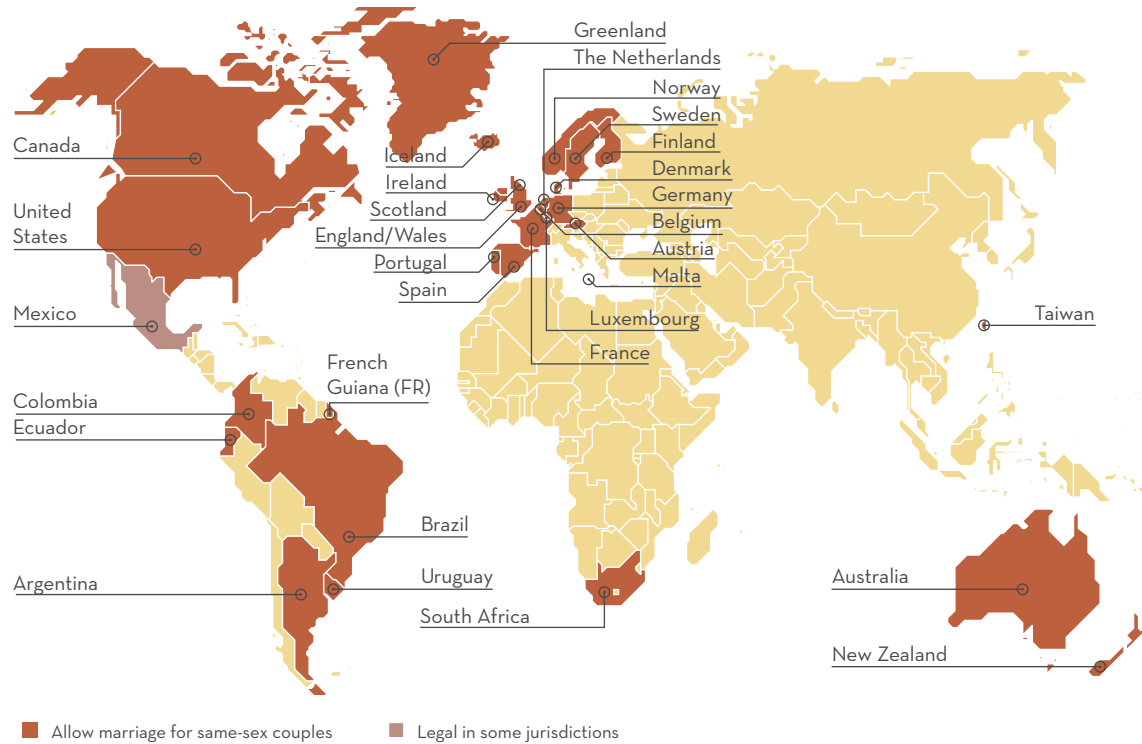 Greenland
The Netherlands
Norway
Sweden
Finland
Denmark
Germany
Belgium
Austria
Malta
Luxembourg
France
Iceland
Ireland
Scotland
England/Wales
Portugal
Spain
Canada
United
States
Mexico
Colombia
Ecuador
French
Guiana (FR)
Taiwan
Brazil
Argentina
Uruguay
South Africa
Australia
New Zealand
Allow marriage for same-sex couples
Legal in some jurisdictions